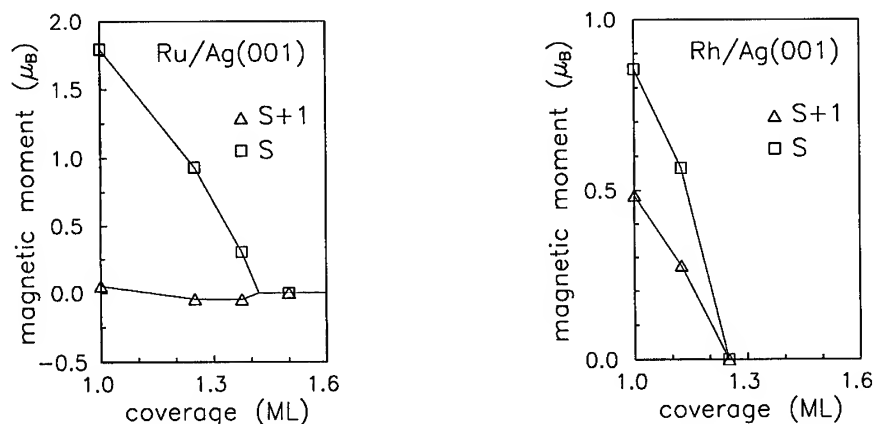 magnetic moment (μB)
2.0
1.5
1.0
0.5
0.0
−0.5
Ru/Ag(001)
△ S+1
□ S
1.0
1.3
1.6
coverage (ML)
magnetic moment (μB)
1.0
0.5
0.0
Rh/Ag(001)
△ S+1
□ S
1.0
1.3
1.6
coverage (ML)